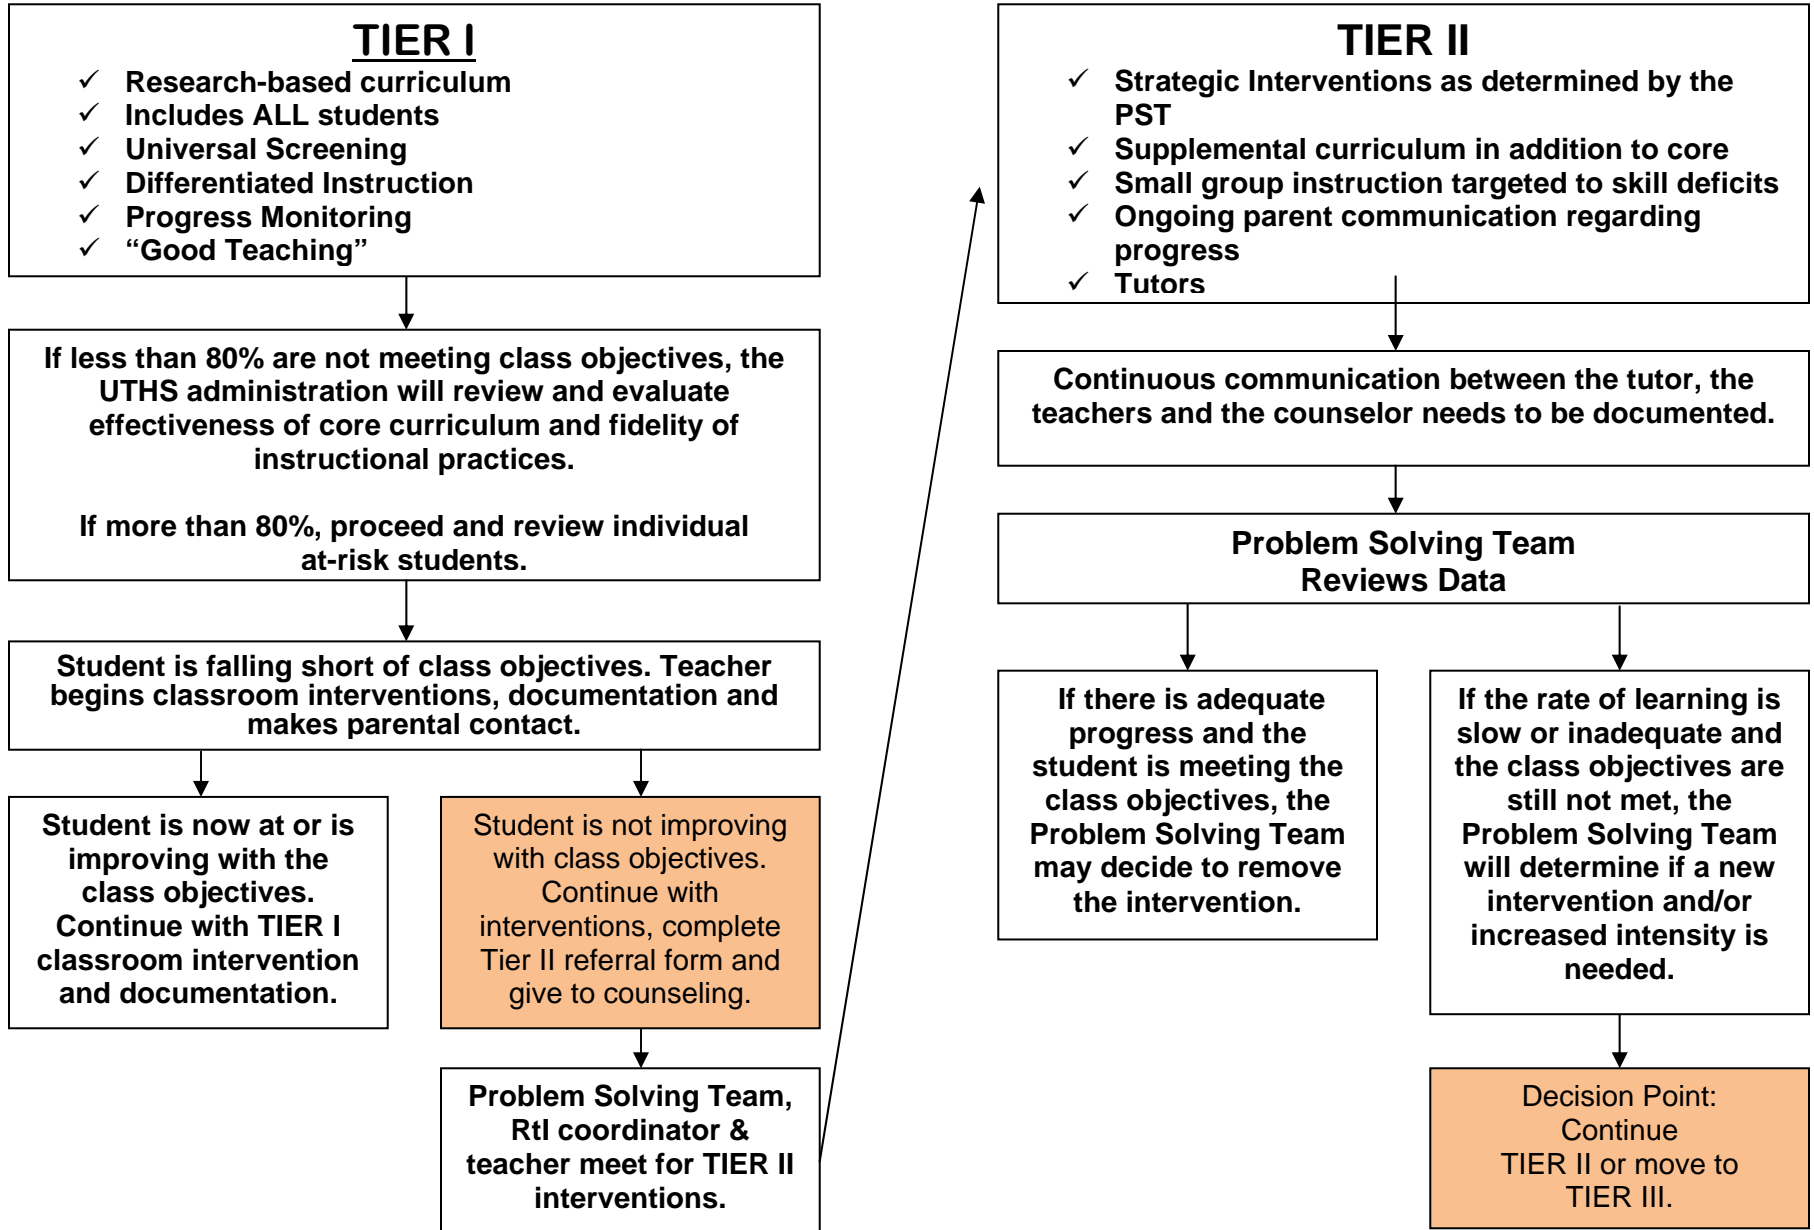 TIER I
✓ Research-based curriculum
✓ Includes ALL students
✓ Universal Screening
✓ Differentiated Instruction
✓ Progress Monitoring
✓ “Good Teaching”
If less than 80% are not meeting class objectives, the
UTHS administration will review and evaluate
effectiveness of core curriculum and fidelity of
instructional practices.
If more than 80%, proceed and review individual
at-risk students.
Student is falling short of class objectives. Teacher
begins classroom interventions, documentation and
makes parental contact.
Student is now at or is
improving with the
class objectives.
Continue with TIER I
classroom intervention
and documentation.
Student is not improving
with class objectives.
Continue with
interventions, complete
Tier II referral form and
give to counseling.
Problem Solving Team,
RtI coordinator &
teacher meet for TIER II
interventions.
TIER II
✓ Strategic Interventions as determined by the
PST
✓ Supplemental curriculum in addition to core
✓ Small group instruction targeted to skill deficits
✓ Ongoing parent communication regarding
progress
✓ Tutors
Continuous communication between the tutor, the
teachers and the counselor needs to be documented.
Problem Solving Team
Reviews Data
If there is adequate
progress and the
student is meeting the
class objectives, the
Problem Solving Team
may decide to remove
the intervention.
If the rate of learning is
slow or inadequate and
the class objectives are
still not met, the
Problem Solving Team
will determine if a new
intervention and/or
increased intensity is
needed.
Decision Point:
Continue
TIER II or move to
TIER III.